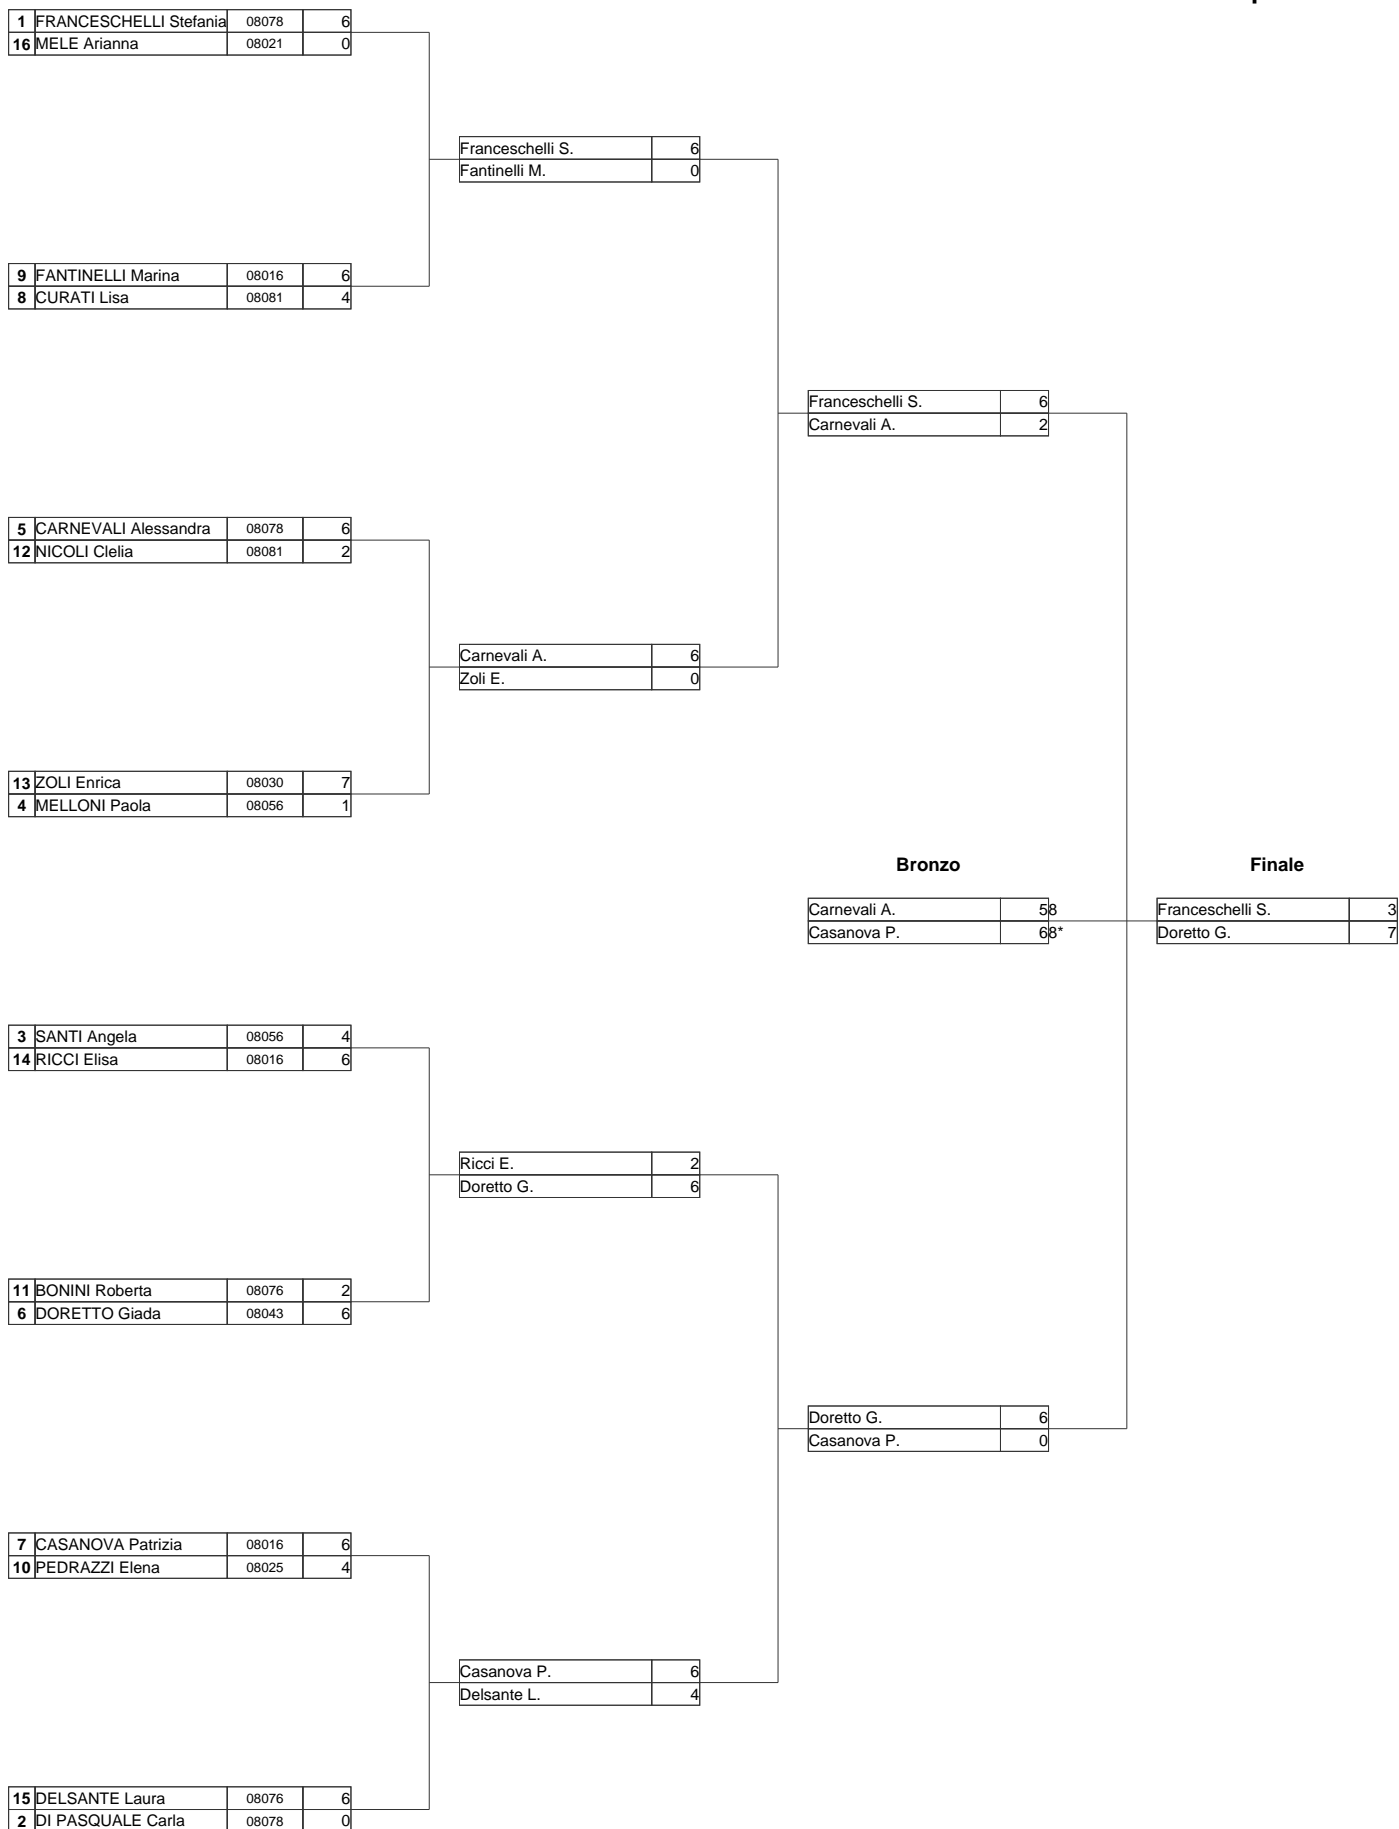 1 FRANCESCHELLI Stefania 08078 6
16 MELE Arianna 08021 0
Franceschelli S. 6
Fantinelli M. 0
9 FANTINELLI Marina 08016 6
8 CURATI Lisa 08081 4
Franceschelli S. 6
Carnevali A. 2
5 CARNEVALI Alessandra 08078 6
12 NICOLI Clelia 08081 2
Carnevali A. 6
Zoli E. 0
13 ZOLI Enrica 08030 7
4 MELLONI Paola 08056 1
Bronzo Finale
Carnevali A. 5 8 Franceschelli S. 3
Casanova P. 6 8* Doretto G. 7
3 SANTI Angela 08056 4
14 RICCI Elisa 08016 6
Ricci E. 2
Doretto G. 6
11 BONINI Roberta 08076 2
6 DORETTO Giada 08043 6
Doretto G. 6
Casanova P. 0
7 CASANOVA Patrizia 08016 6
10 PEDRAZZI Elena 08025 4
Casanova P. 6
Delsante L. 4
15 DELSANTE Laura 08076 6
2 DI PASQUALE Carla 08078 0